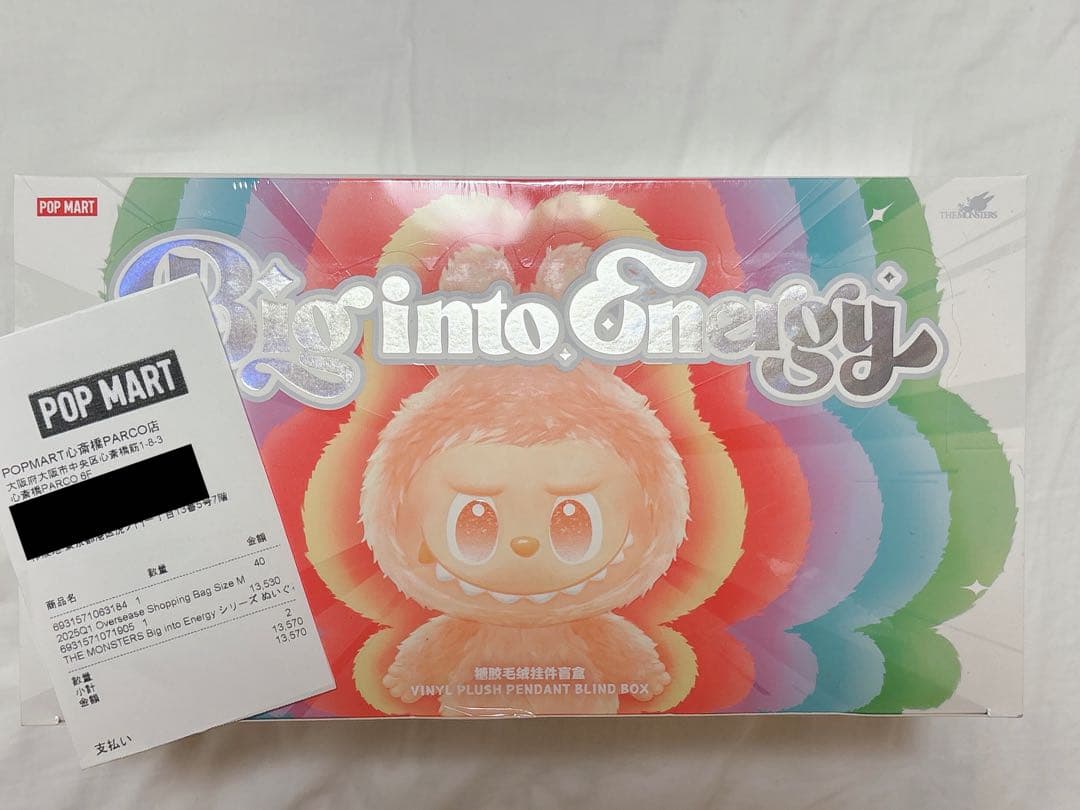 POP MART
THE MONSTERS
Big into Energy
POP MART
POPMART心斎橋PARCO店
大阪府大阪市中央区心斎橋筋1-8-3
心斎橋PARCO 6F
金額
数量
商品名
6931571063184 1 40
2025Q1 Oversease Shopping Bag Size M
6931571071905 1 13,530
THE MONSTERS Big into Energy シリーズ ぬいぐ
数量 2
小計 13,570
金額 13,570
支払い
糖胶毛绒挂件盲盒
VINYL PLUSH PENDANT BLIND BOX